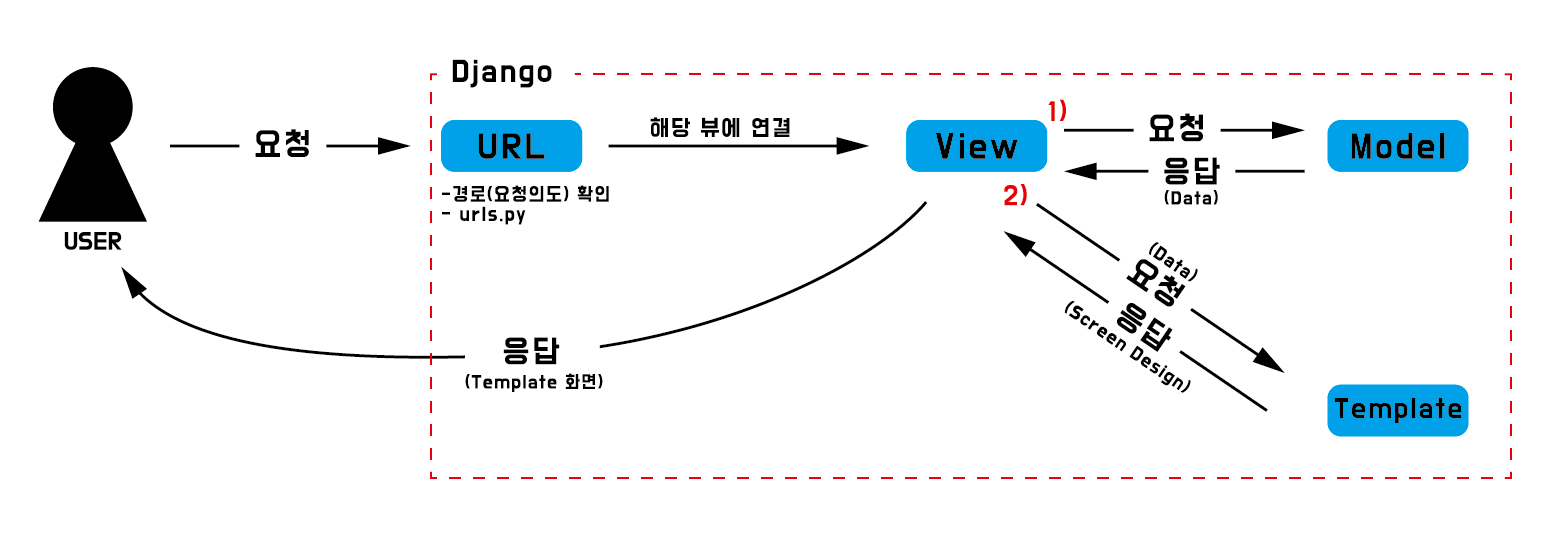 Django
USER
요청
URL
-경로(요청의도) 확인
- urls.py
해당 뷰에 연결
View
1)
요청
응답
(Data)
Model
2)
(Data)
요청
응답
(Screen Design)
Template
응답
(Template 화면)